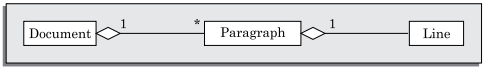 Document 1 * Paragraph 1 Line